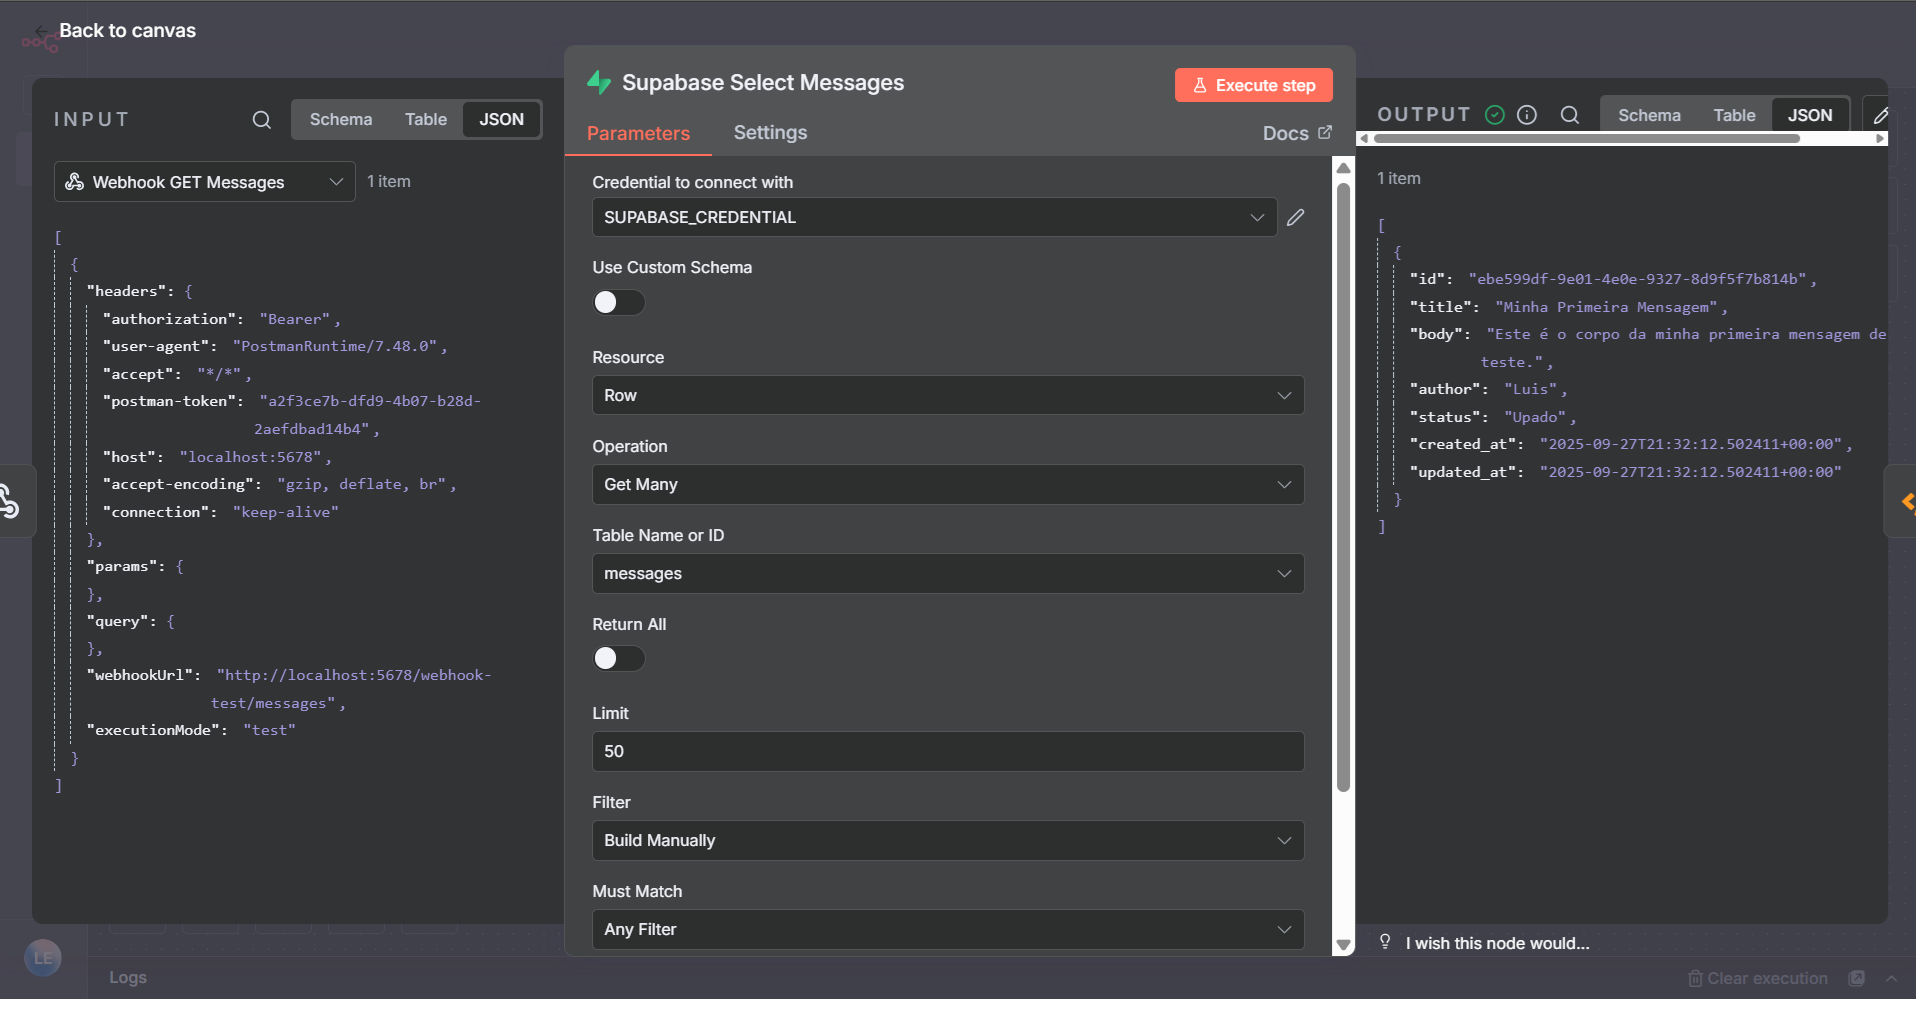 Back to canvas
INPUT
Schema
Table
JSON
Webhook GET Messages
1 item
[
{
"headers": {
"authorization": "Bearer",
"user-agent": "PostmanRuntime/7.48.0",
"accept": "*/*",
"postman-token": "a2f3ce7b-dfd9-4b07-b28d-
2aefdbad14b4",
"host": "localhost:5678",
"accept-encoding": "gzip, deflate, br",
"connection": "keep-alive"
},
"params": {
},
"query": {
},
"webhookUrl": "http://localhost:5678/webhook-
test/messages",
"executionMode": "test"
}
]
Supabase Select Messages
Execute step
Parameters
Settings
Docs
Credential to connect with
SUPABASE_CREDENTIAL
Use Custom Schema
Resource
Row
Operation
Get Many
Table Name or ID
messages
Return All
Limit
50
Filter
Build Manually
Must Match
Any Filter
OUTPUT
Schema
Table
JSON
1 item
[
{
"id": "ebe599df-9e01-4e0e-9327-8d9f5f7b814b",
"title": "Minha Primeira Mensagem",
"body": "Este é o corpo da minha primeira mensagem de
teste.",
"author": "Luis",
"status": "Upado",
"created_at": "2025-09-27T21:32:12.502411+00:00",
"updated_at": "2025-09-27T21:32:12.502411+00:00"
}
]
I wish this node would...
LE
Logs
Clear execution